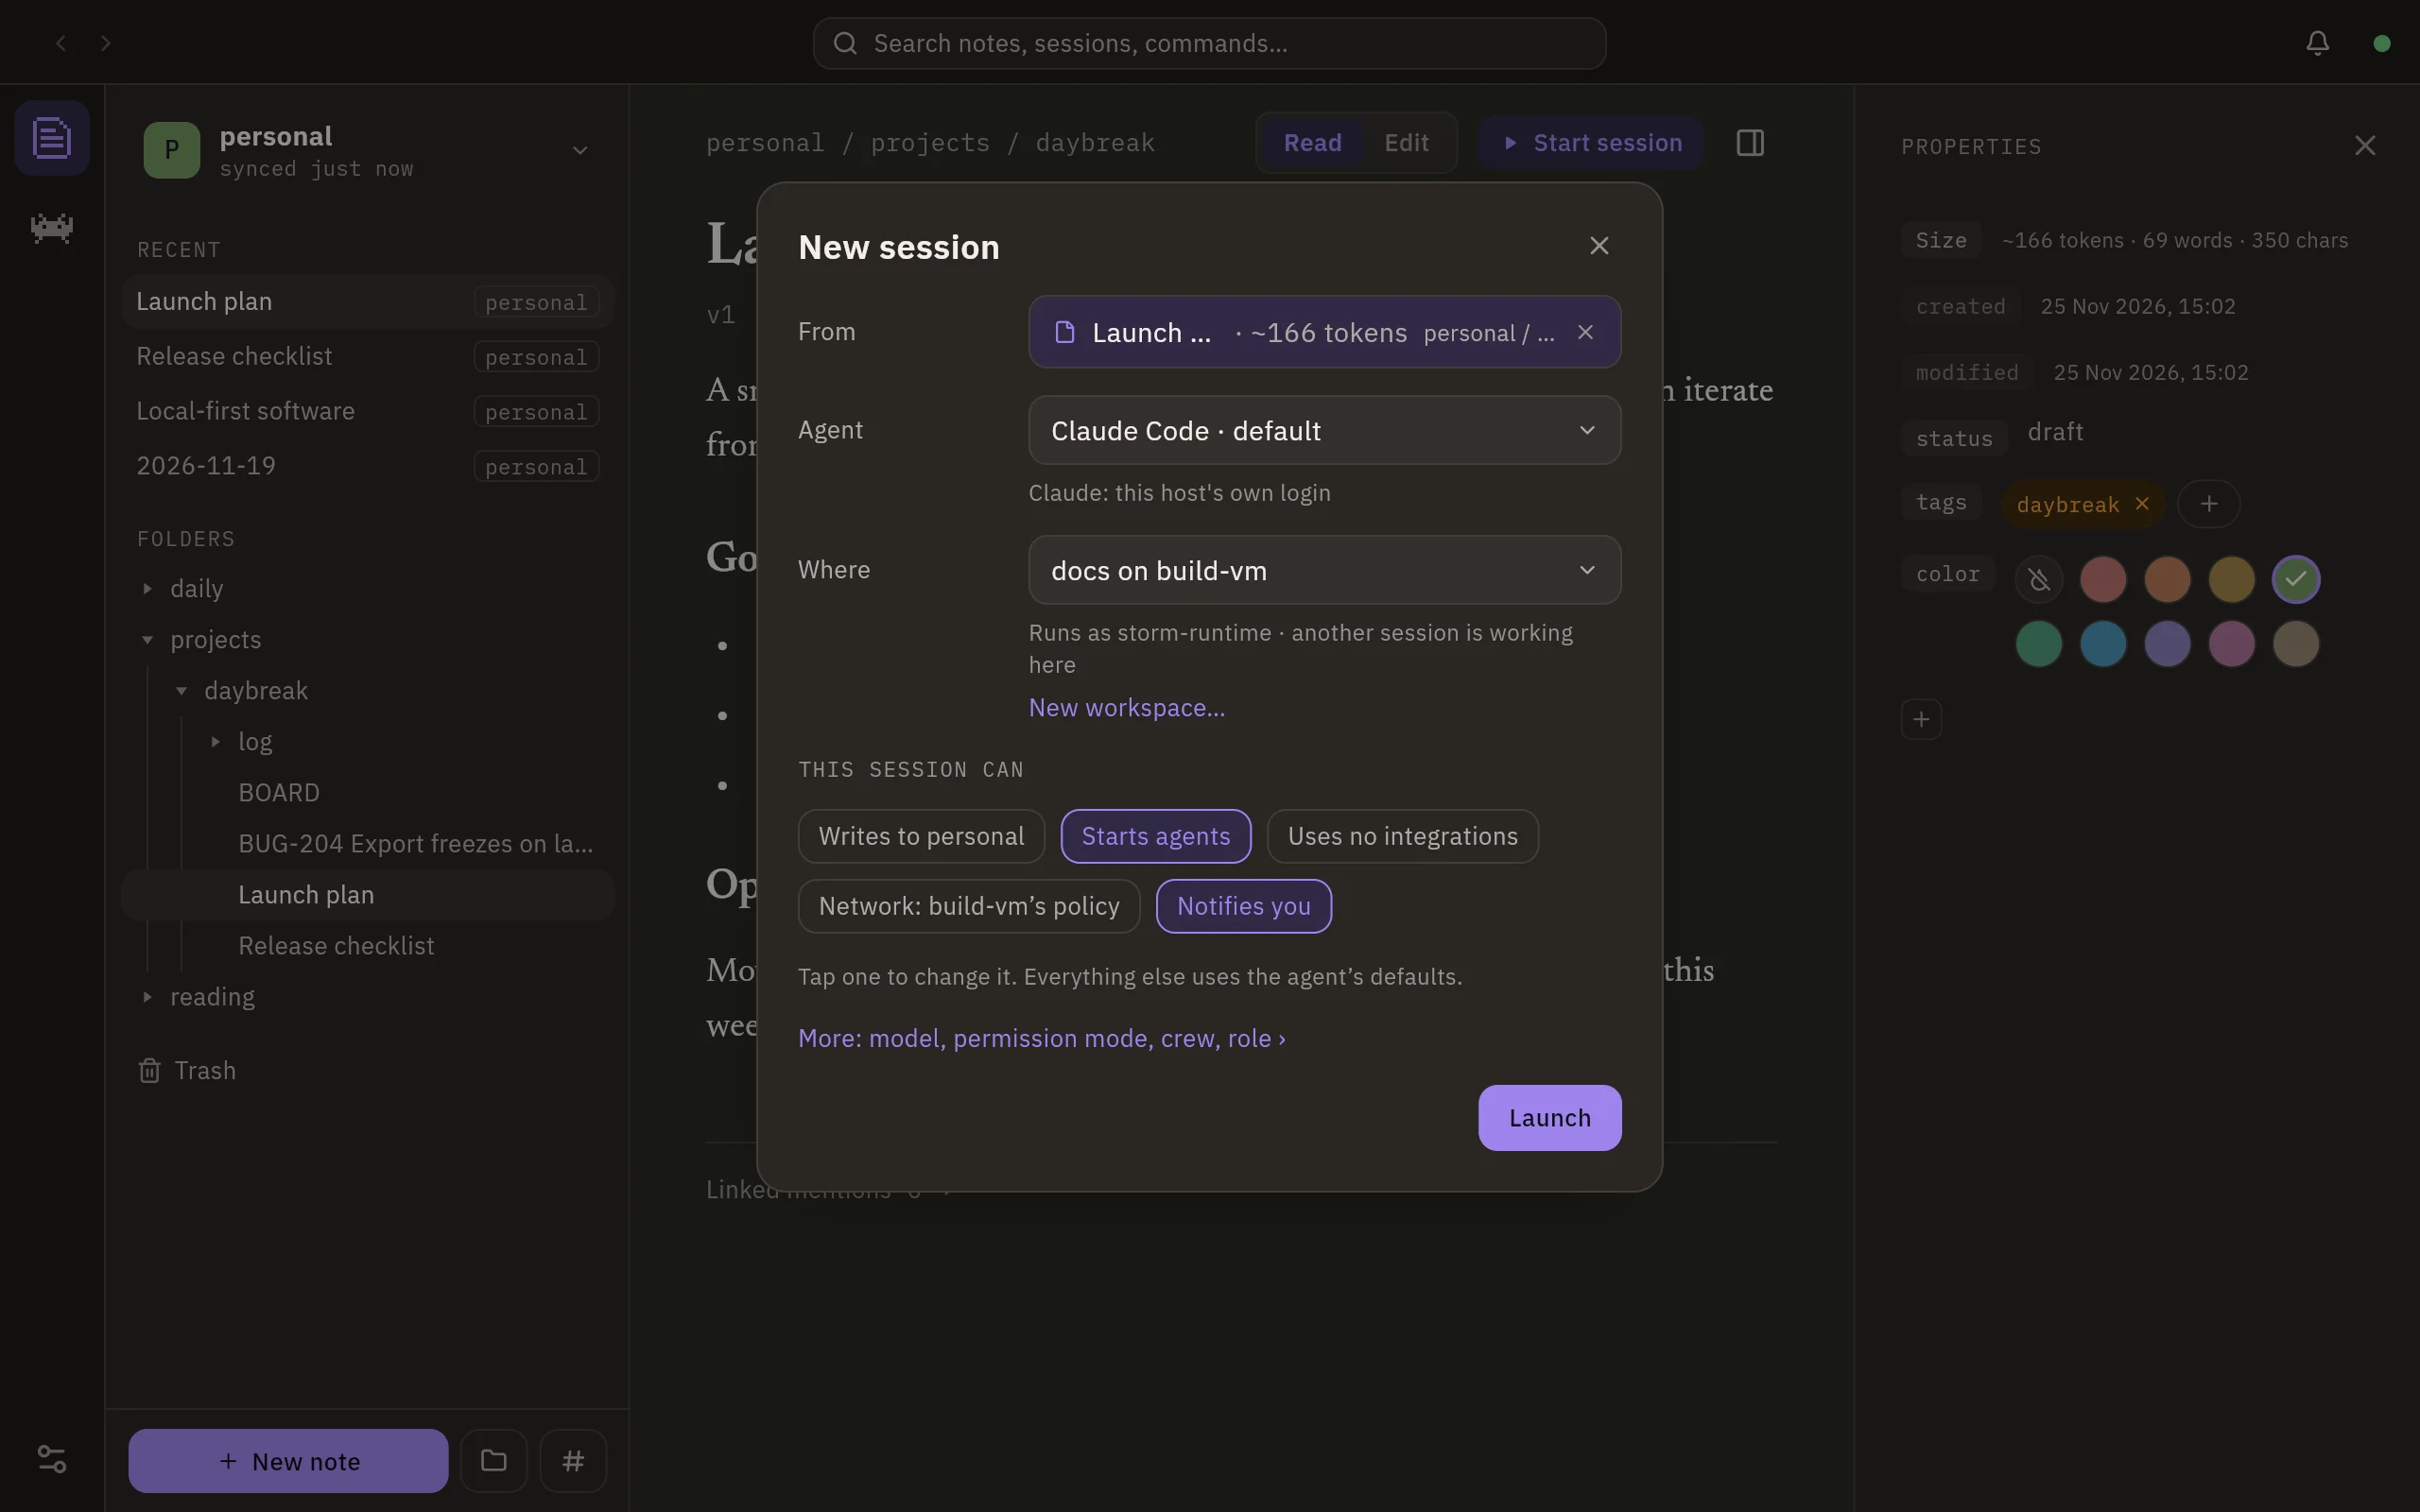 Search notes, sessions, commands...
P
personal
synced just now
RECENT
Launch plan personal
Release checklist personal
Local-first software personal
2026-11-19 personal
FOLDERS
daily
projects
daybreak
log
BOARD
BUG-204 Export freezes on la...
Launch plan
Release checklist
reading
Trash
+ New note
personal / projects / daybreak
Read Edit
Start session
v1
iterate
this
New session
From
Launch ... · ~166 tokens personal / ...
Agent
Claude Code · default
Claude: this host's own login
Where
docs on build-vm
Runs as storm-runtime · another session is working
here
New workspace...
THIS SESSION CAN
Writes to personal Starts agents Uses no integrations
Network: build-vm’s policy Notifies you
Tap one to change it. Everything else uses the agent’s defaults.
More: model, permission mode, crew, role ›
Launch
PROPERTIES
Size ~166 tokens · 69 words · 350 chars
created 25 Nov 2026, 15:02
modified 25 Nov 2026, 15:02
status draft
tags daybreak
color